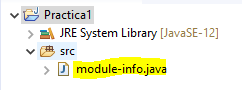 Practica1
JRE System Library [JavaSE-12]
src
module-info.java